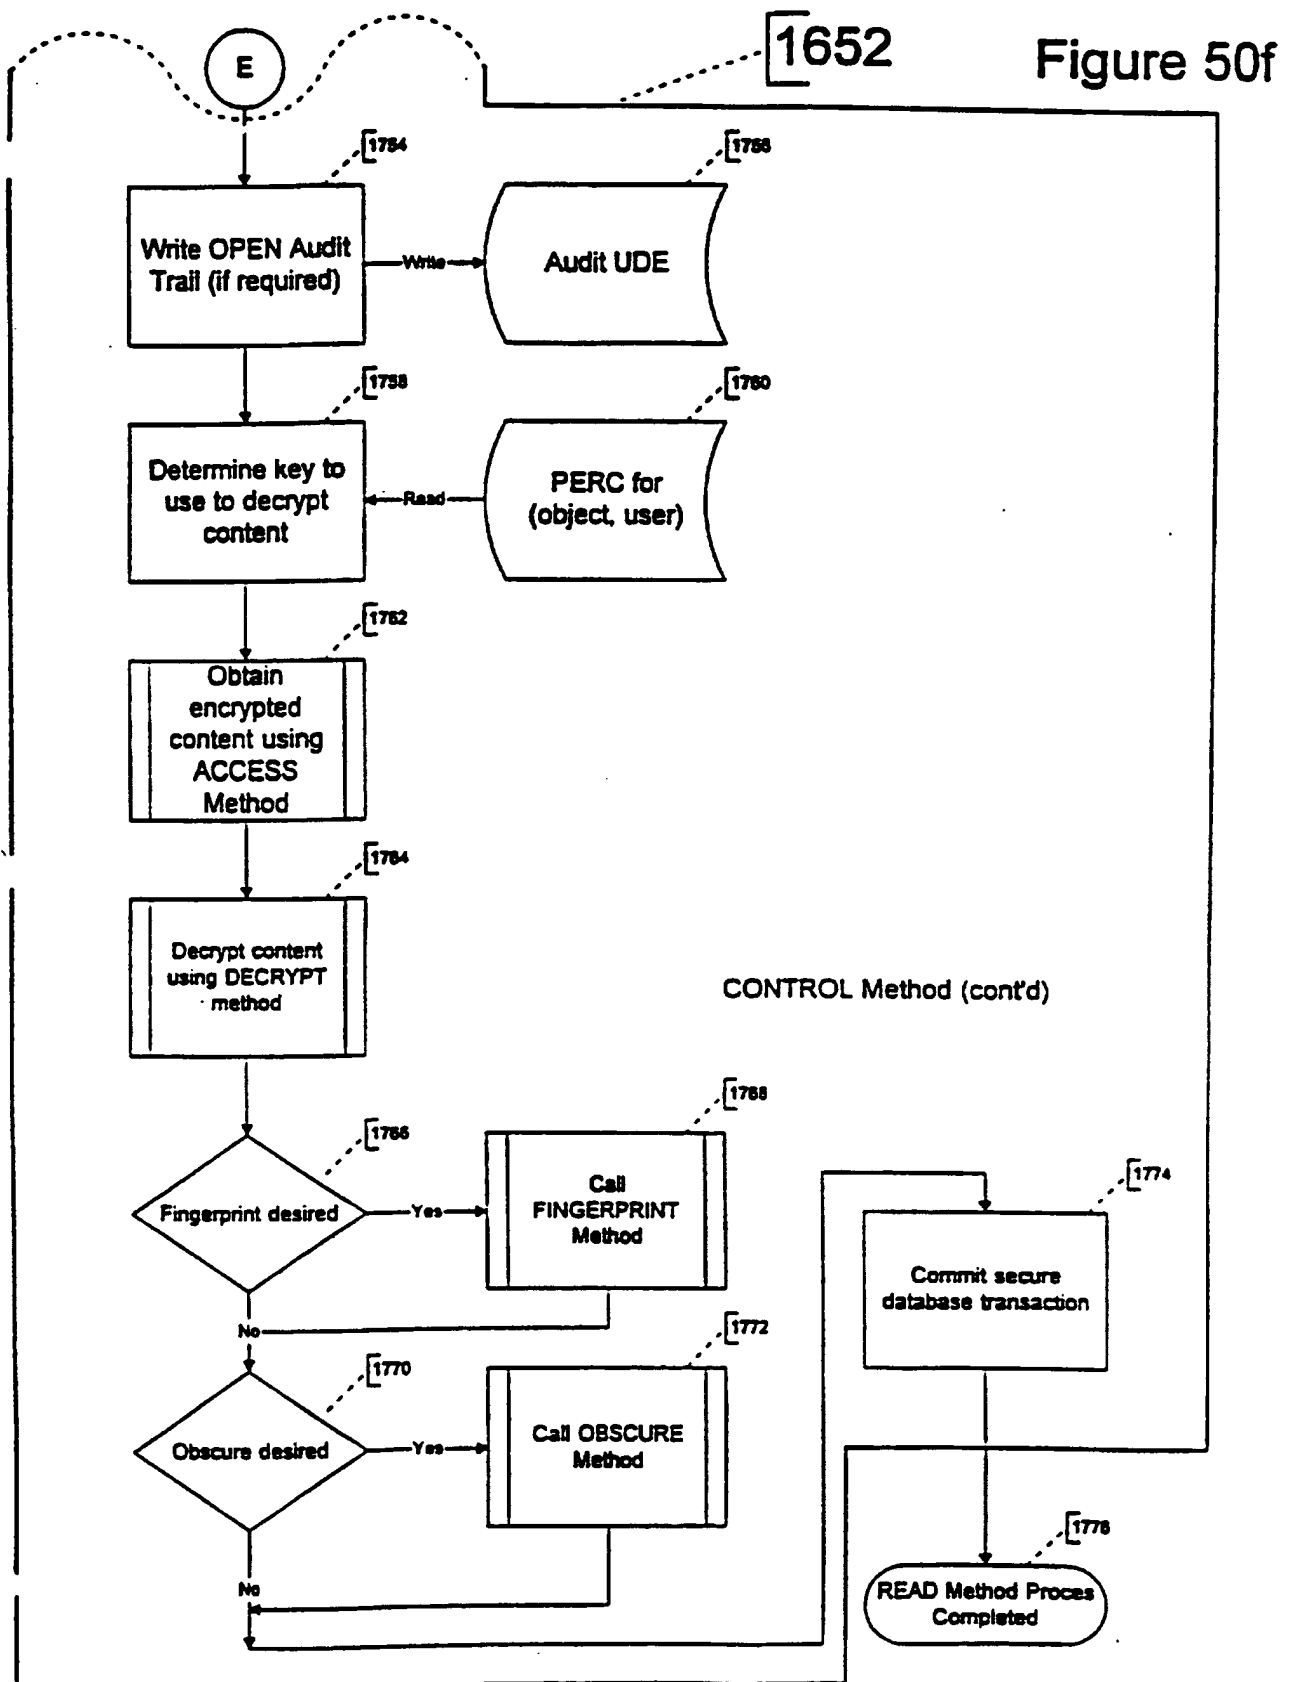 1652
Figure 50f
E
1754
1756
Write OPEN Audit
Trail (if required)
Write
Audit UDE
1758
1760
Determine key to
use to decrypt
content
Read
PERC for
(object, user)
1762
Obtain
encrypted
content using
ACCESS
Method
1764
Decrypt content
using DECRYPT
method
CONTROL Method (cont'd)
1766
1768
Fingerprint desired
Yes
Call
FINGERPRINT
Method
1774
Commit secure
database transaction
No
1770
1772
Obscure desired
Yes
Call OBSCURE
Method
No
1776
READ Method Proces
Completed